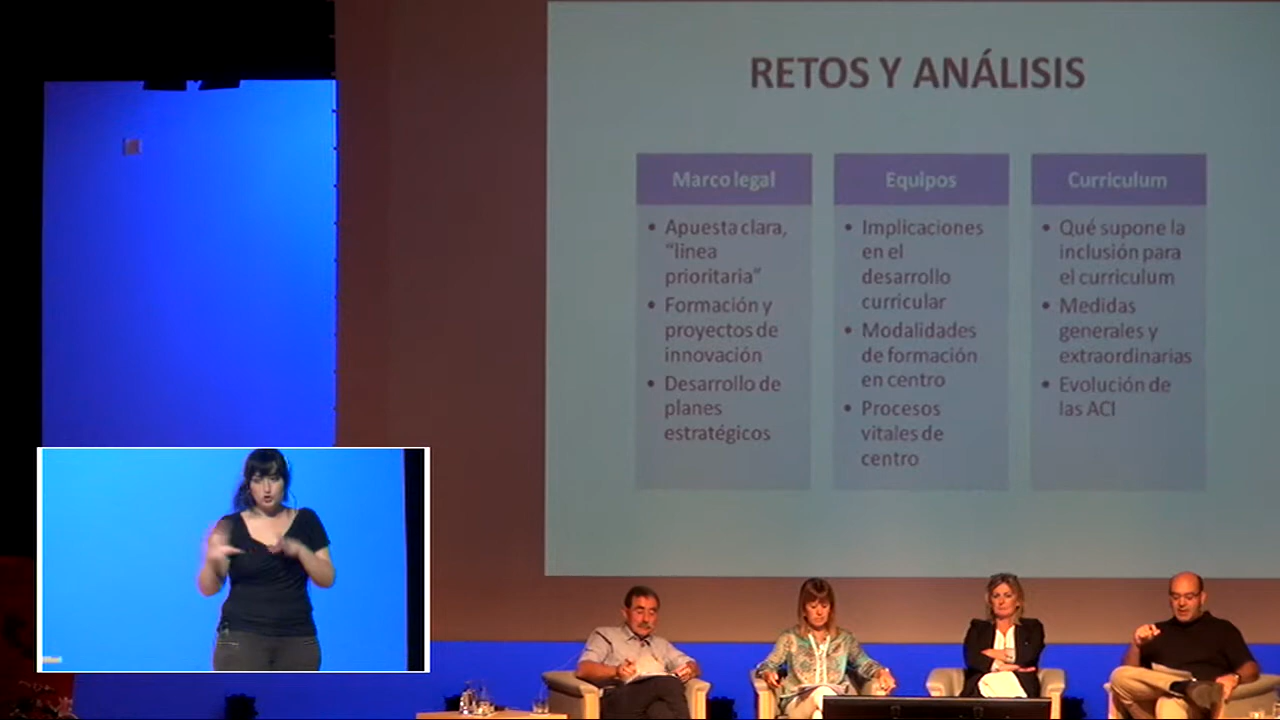 RETOS Y ANÁLISIS
Marco legal
• Apuesta clara,
"linea
prioritaria"
• Formación y
proyectos de
innovación
• Desarrollo de
planes
estratégicos
Equipos
• Implicaciones
en el
desarrollo
curricular
• Modalidades
de formación
en centro
• Procesos
vitales de
centro
Curriculum
• Qué supone la
inclusión para
el curriculum
• Medidas
generales y
extraordinarias
• Evolución de
las ACI